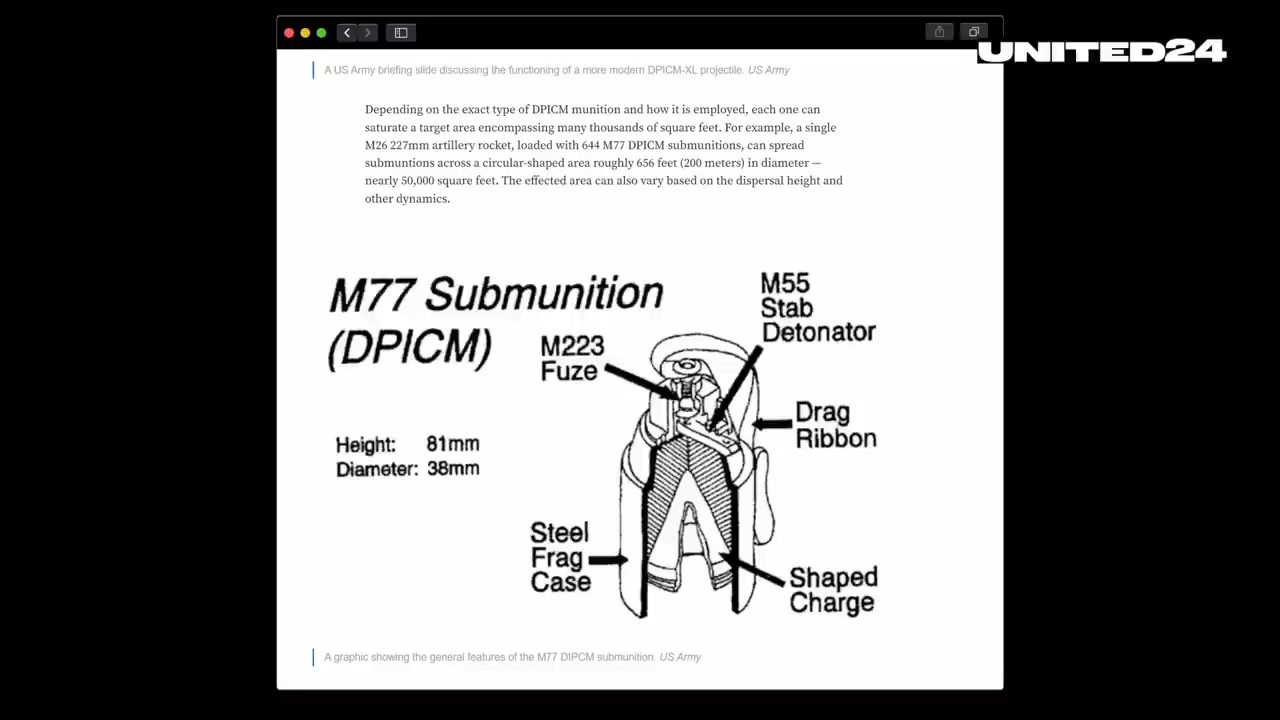 UNITED24
A US Army briefing slide discussing the functioning of a more modern DPICM-XL projectile. US Army
Depending on the exact type of DPICM munition and how it is employed, each one can
saturate a target area encompassing many thousands of square feet. For example, a single
M26 227mm artillery rocket, loaded with 644 M77 DPICM submunitions, can spread
submuntions across a circular-shaped area roughly 656 feet (200 meters) in diameter —
nearly 50,000 square feet. The effected area can also vary based on the dispersal height and
other dynamics.
M77 Submunition
(DPICM)
M223
Fuze
M55
Stab
Detonator
Drag
Ribbon
Height: 81mm
Diameter: 38mm
Steel
Frag
Case
Shaped
Charge
A graphic showing the general features of the M77 DIPCM submunition. US Army